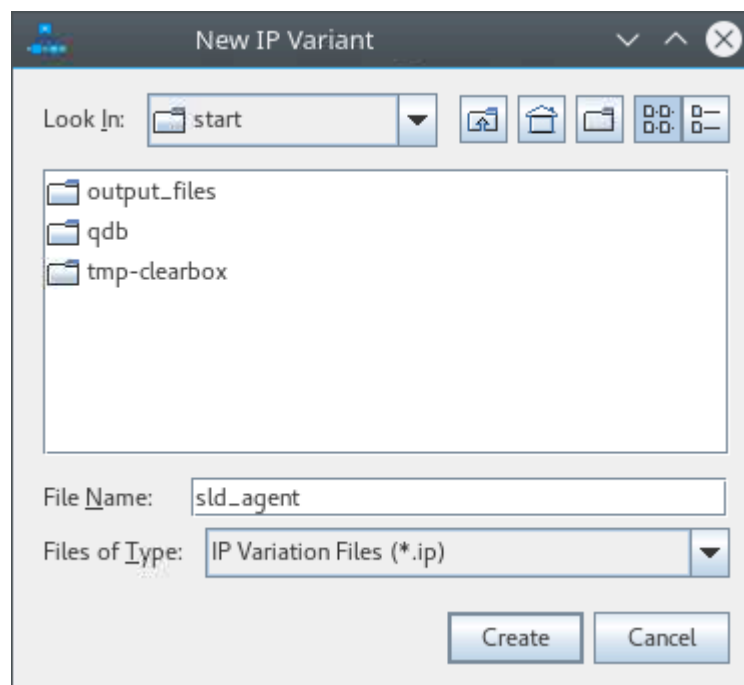 New IP Variant
Look In: start
output_files
qdb
tmp-clearbox
File Name: sld_agent
Files of Type: IP Variation Files (*.ip)
Create Cancel